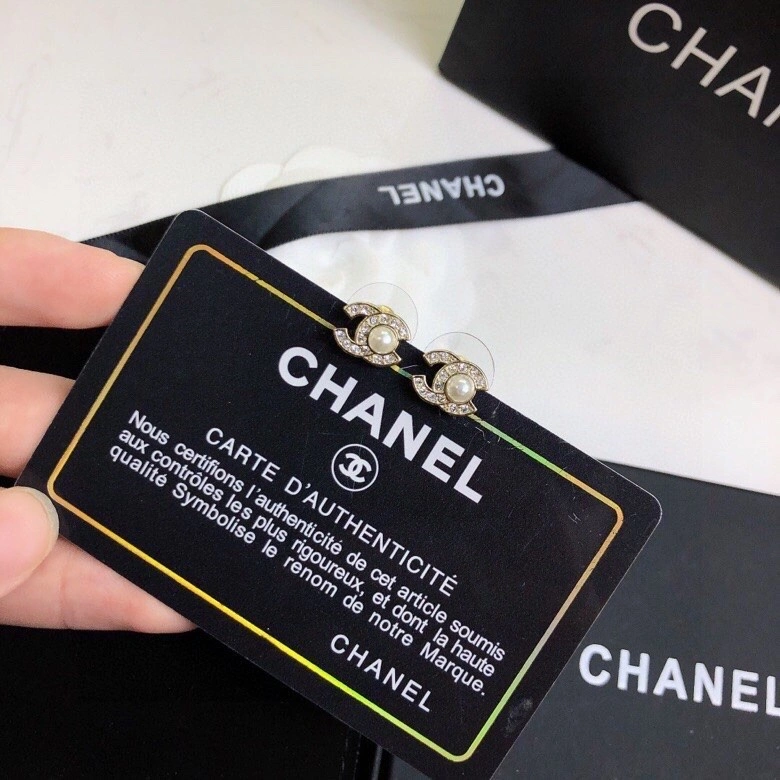 CHANEL
CHANEL
CHANEL
CARTE D'AUTHENTICITÉ
Nous certifions l'authenticité de cet article soumis
aux contrôles les plus rigoureux, et dont la haute
qualité Symbolise le renom de notre Marque.
CHANEL
CHANEL